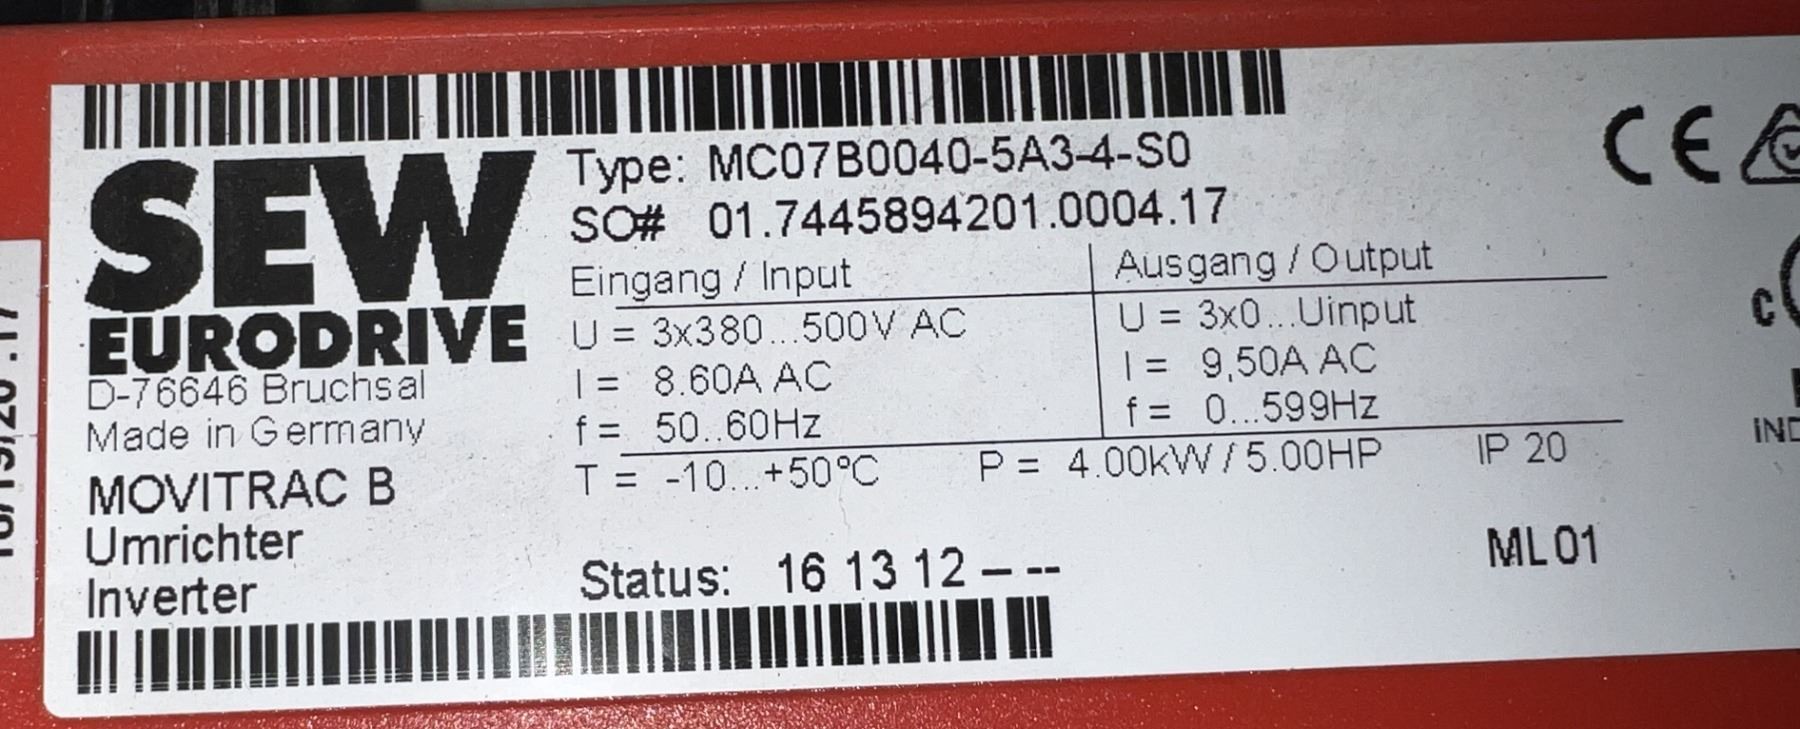 SEW
EURODRIVE
D-76646 Bruchsal
Made in Germany
MOVITRAC B
Umrichter
Inverter
Type: MC07B0040-5A3-4-S0
SO# 01.7445894201.0004.17
Eingang / Input
U = 3x380...500V AC
I = 8.60A AC
f = 50..60Hz
Ausgang / Output
U = 3x0...Uinput
I = 9,50A AC
f = 0...599Hz
T = -10...+50°C P = 4.00kW / 5.00HP IP 20
Status: 16 13 12 – --
ML 01
CE
C